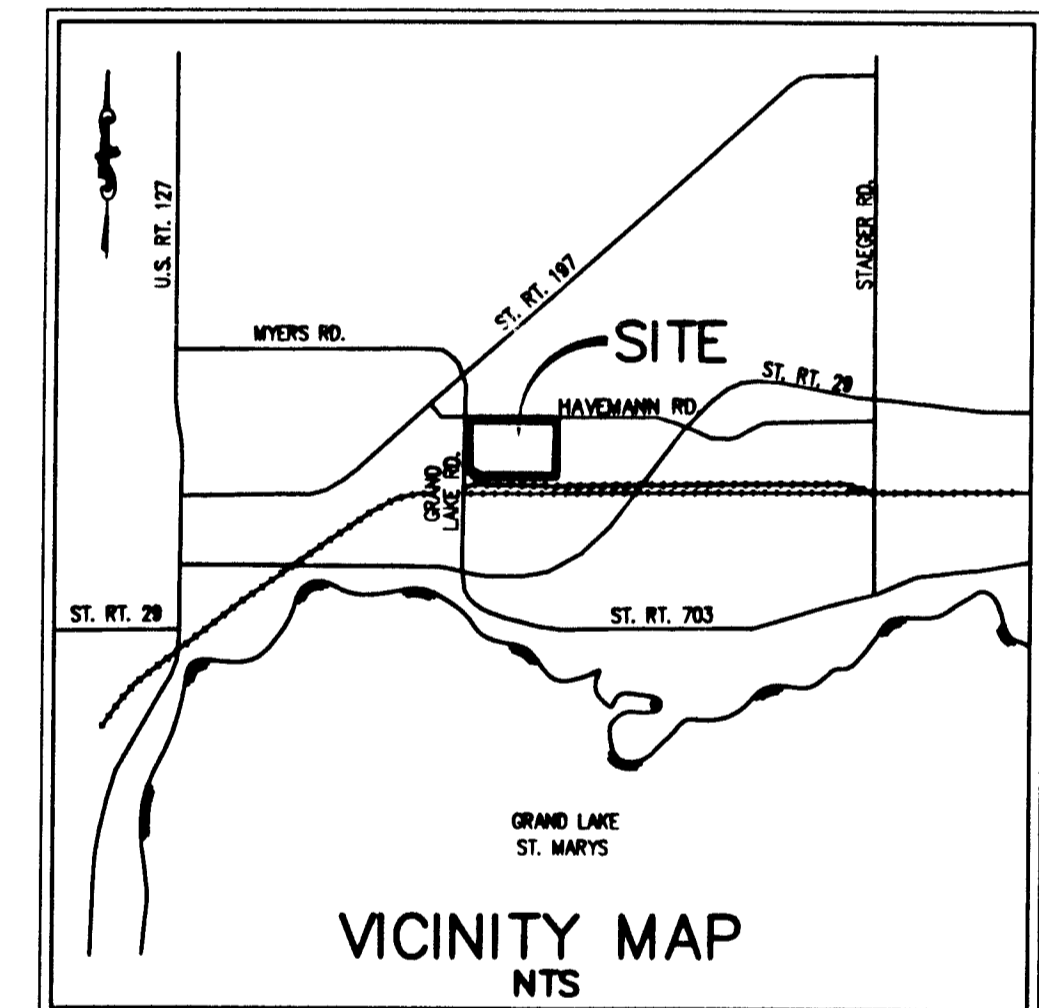 U.S. RT. 127
STAEGER RD.
ST. RT. 197
MYERS RD.
SITE
ST. RT. 29
HAVEMANN RD.
GRAND
LAKE RD.
ST. RT. 29
ST. RT. 703
GRAND LAKE
ST. MARYS
VICINITY MAP
NTS